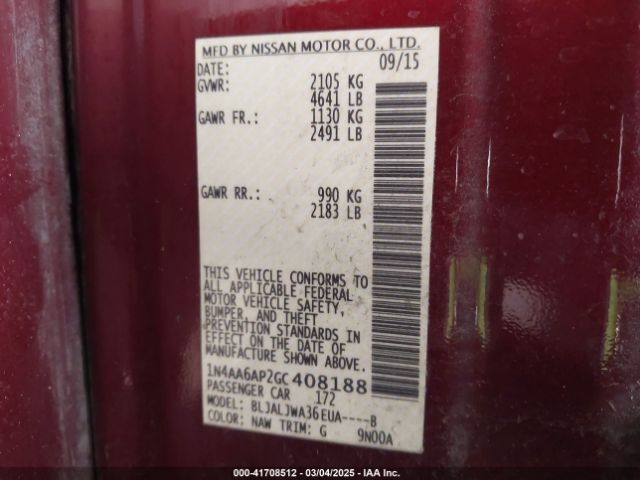 MFD BY NISSAN MOTOR CO., LTD.
DATE: 09/15
GVWR: 2105 KG
4641 LB
GAWR FR.: 1130 KG
2491 LB
GAWR RR.: 990 KG
2183 LB
THIS VEHICLE CONFORMS TO
ALL APPLICABLE FEDERAL
MOTOR VEHICLE SAFETY,
BUMPER, AND THEFT
PREVENTION STANDARDS IN
EFFECT ON THE DATE OF
MANUFACTURE SHOWN ABOVE.
1N4AA6AP2GC408188
PASSENGER CAR 172
MODEL: BLJALJWA36EUA----B
COLOR: NAW TRIM: G 9N00A
000-41708512 — 03/04/2025 — IAA Inc.